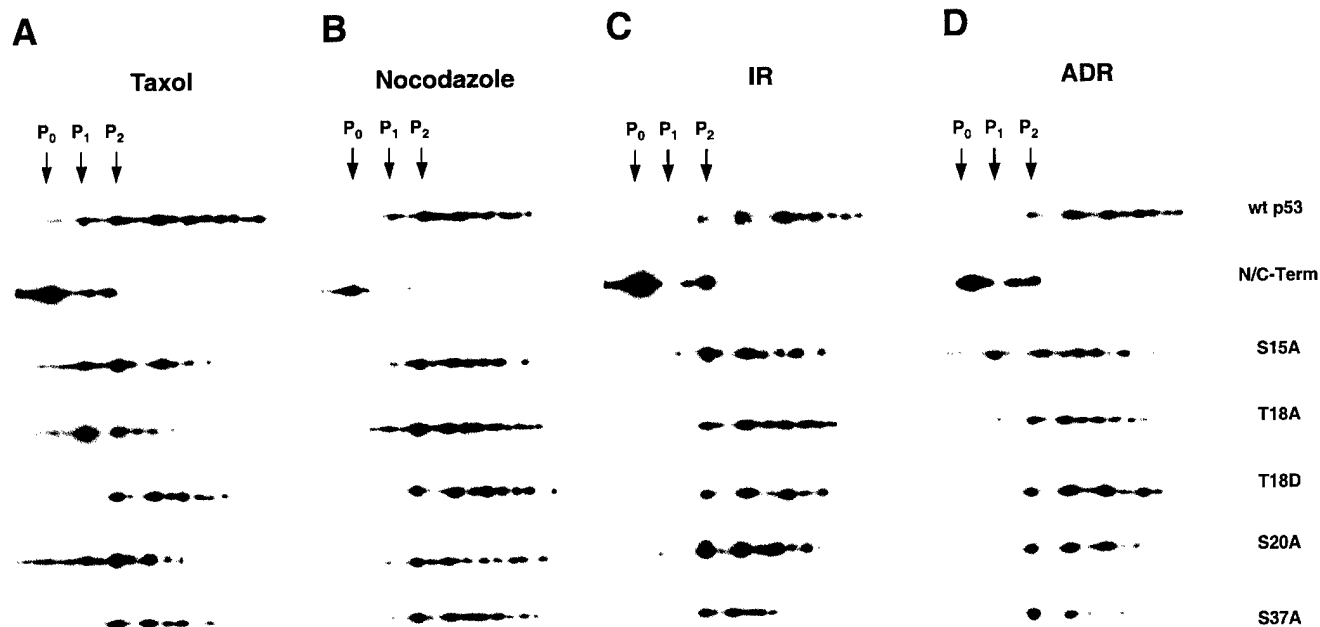 A B C D
Taxol Nocodazole IR ADR
P0 P1 P2 P0 P1 P2 P0 P1 P2 P0 P1 P2
wt p53
N/C-Term
S15A
T18A
T18D
S20A
S37A